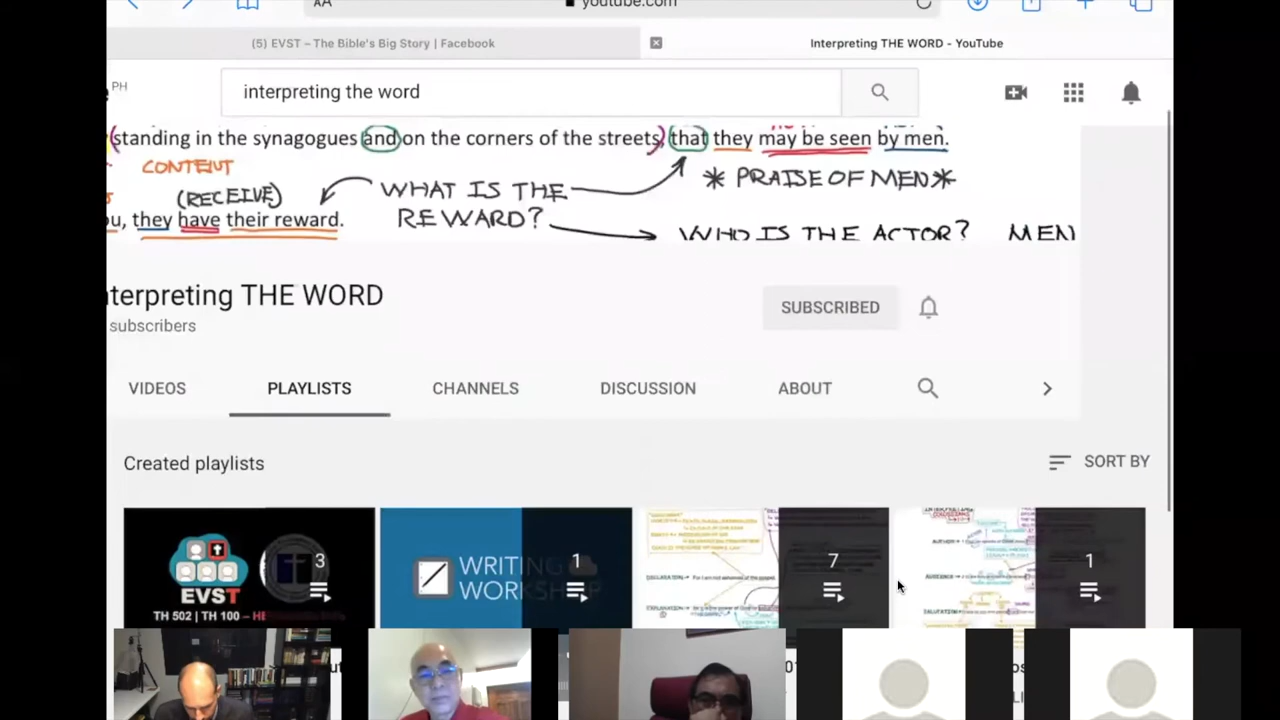 AA
youtube.com
(5) EVST – The Bible's Big Story | Facebook
Interpreting THE WORD - YouTube
PH
interpreting the word
standing in the synagogues and on the corners of the streets, that they may be seen by men.
CONTENT
(RECEIVE)
WHAT IS THE REWARD?
* PRAISE OF MEN *
they have their reward.
WHO IS THE ACTOR? MEN
nterpreting THE WORD
subscribers
SUBSCRIBED
VIDEOS
PLAYLISTS
CHANNELS
DISCUSSION
ABOUT
Created playlists
SORT BY
EVST
TH 502 | TH 100 – HE
3
WRITING
WORKSHOP
1
7
1